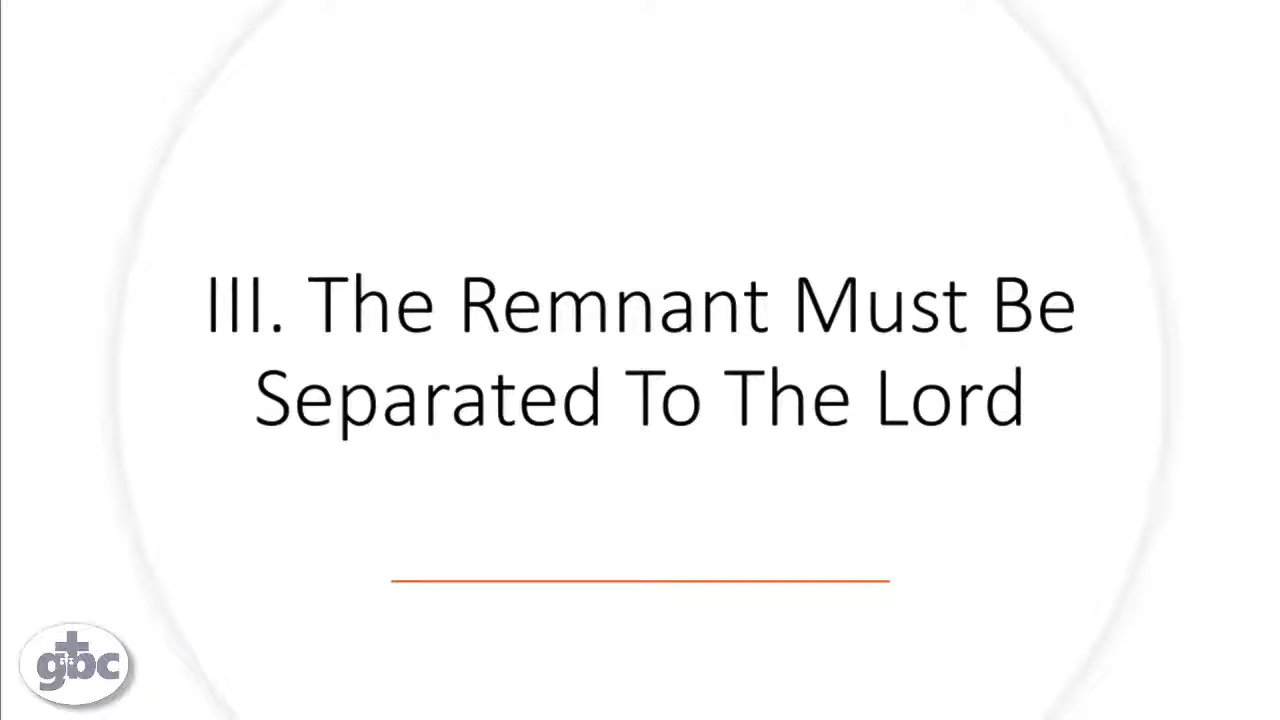 III. The Remnant Must Be
Separated To The Lord
gbc